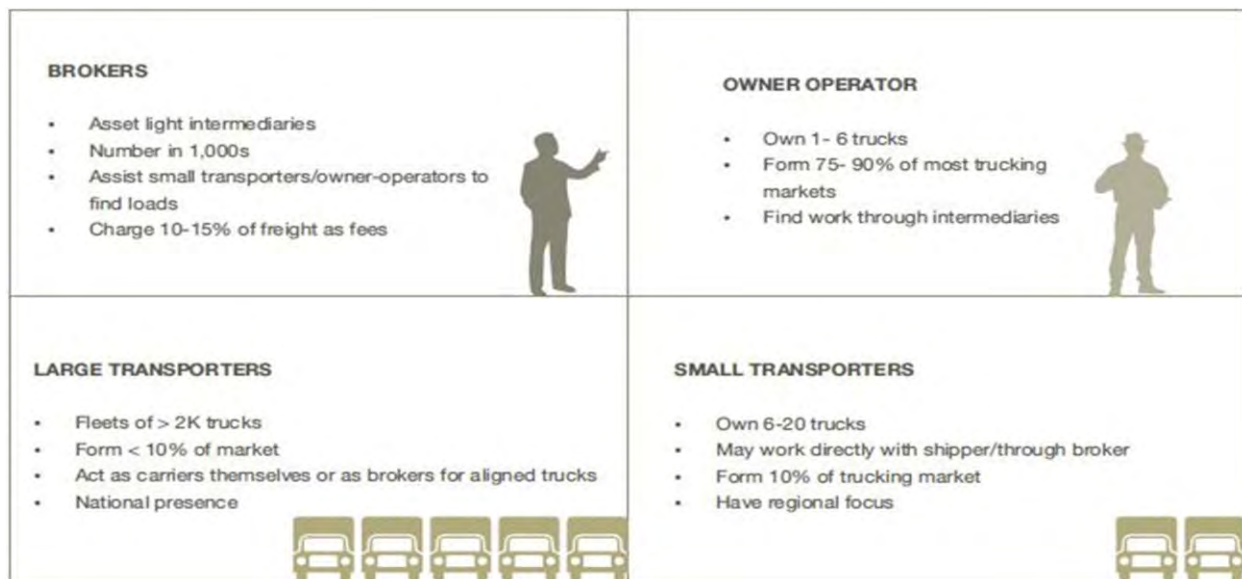 BROKERS
• Asset light intermediaries
• Number in 1,000s
• Assist small transporters/owner-operators to
find loads
• Charge 10-15% of freight as fees
OWNER OPERATOR
• Own 1- 6 trucks
• Form 75- 90% of most trucking
markets
• Find work through intermediaries
LARGE TRANSPORTERS
• Fleets of > 2K trucks
• Form < 10% of market
• Act as carriers themselves or as brokers for aligned trucks
• National presence
SMALL TRANSPORTERS
• Own 6-20 trucks
• May work directly with shipper/through broker
• Form 10% of trucking market
• Have regional focus